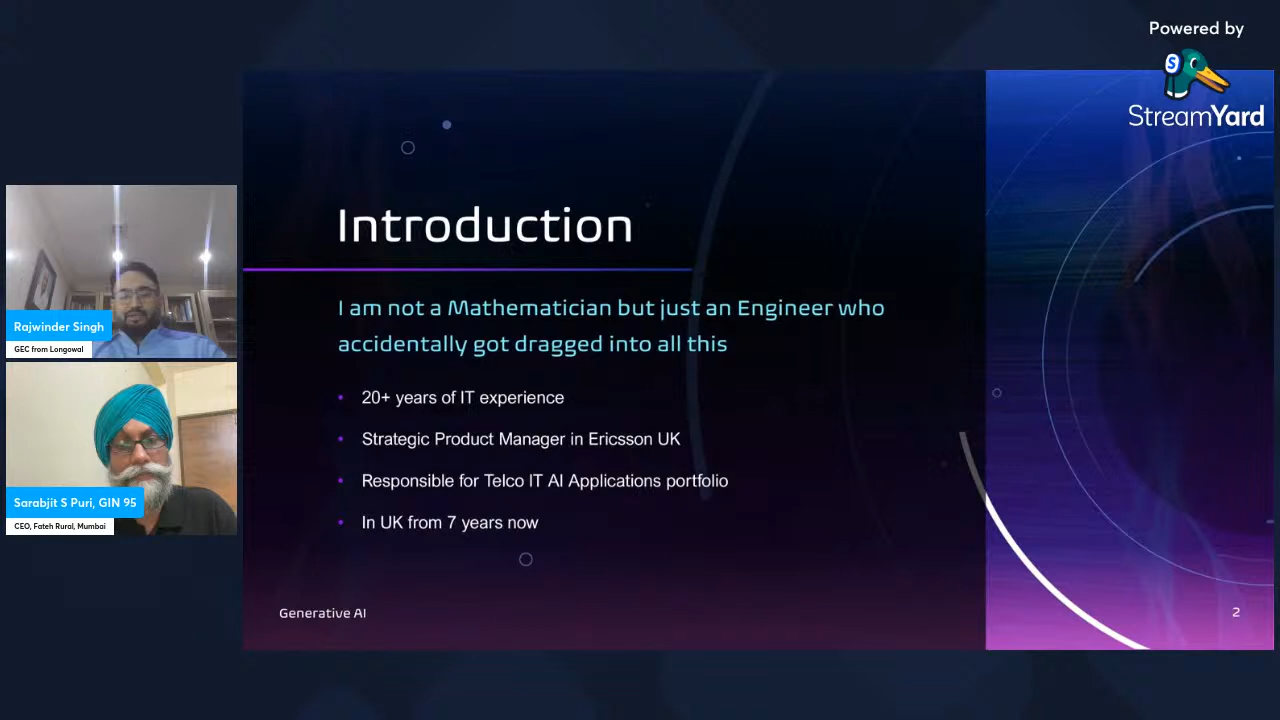 Powered by
StreamYard
Introduction
I am not a Mathematician but just an Engineer who
accidentally got dragged into all this
• 20+ years of IT experience
• Strategic Product Manager in Ericsson UK
• Responsible for Telco IT AI Applications portfolio
• In UK from 7 years now
Generative AI
2
Rajwinder Singh
GEC from Longowal
Sarabjit S Puri, GIN 95
CEO, Fateh Rural, Mumbai